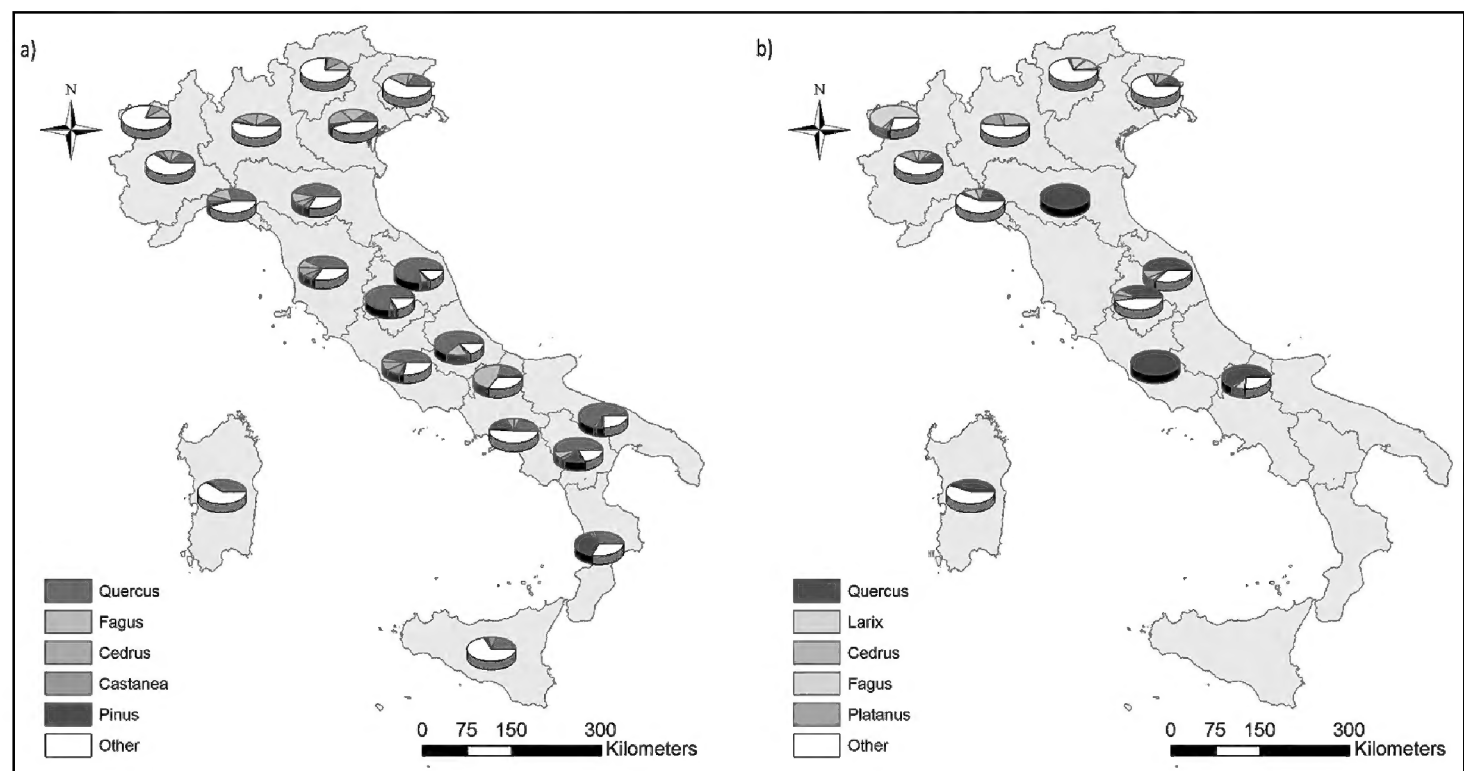 a)
N
Quercus
Fagus
Cedrus
Castanea
Pinus
Other
0 75 150 300
Kilometers
b)
N
Quercus
Larix
Cedrus
Fagus
Platanus
Other
0 75 150 300
Kilometers